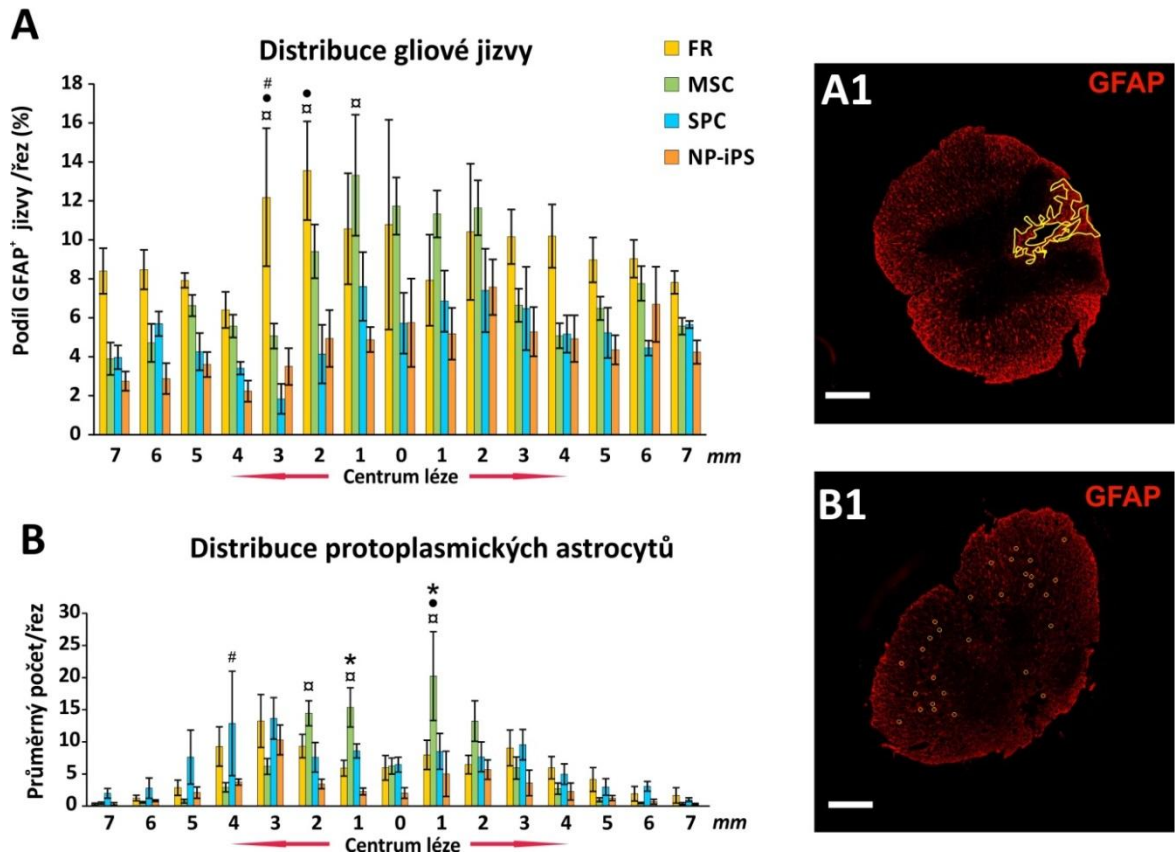 A
Distribuce gliové jizvy
FR
MSC
SPC
NP-iPS
Podíl GFAP⁺ jizvy /řez (%)
18
16
14
12
10
8
6
4
2
0
#
●
¤
●
¤
¤
7 6 5 4 3 2 1 0 1 2 3 4 5 6 7 mm
Centrum léze
A1
GFAP
B
Distribuce protoplasmických astrocytů
Průměrný počet/řez
30
25
20
15
10
5
0
#
¤
*
¤
*
●
¤
7 6 5 4 3 2 1 0 1 2 3 4 5 6 7 mm
Centrum léze
B1
GFAP